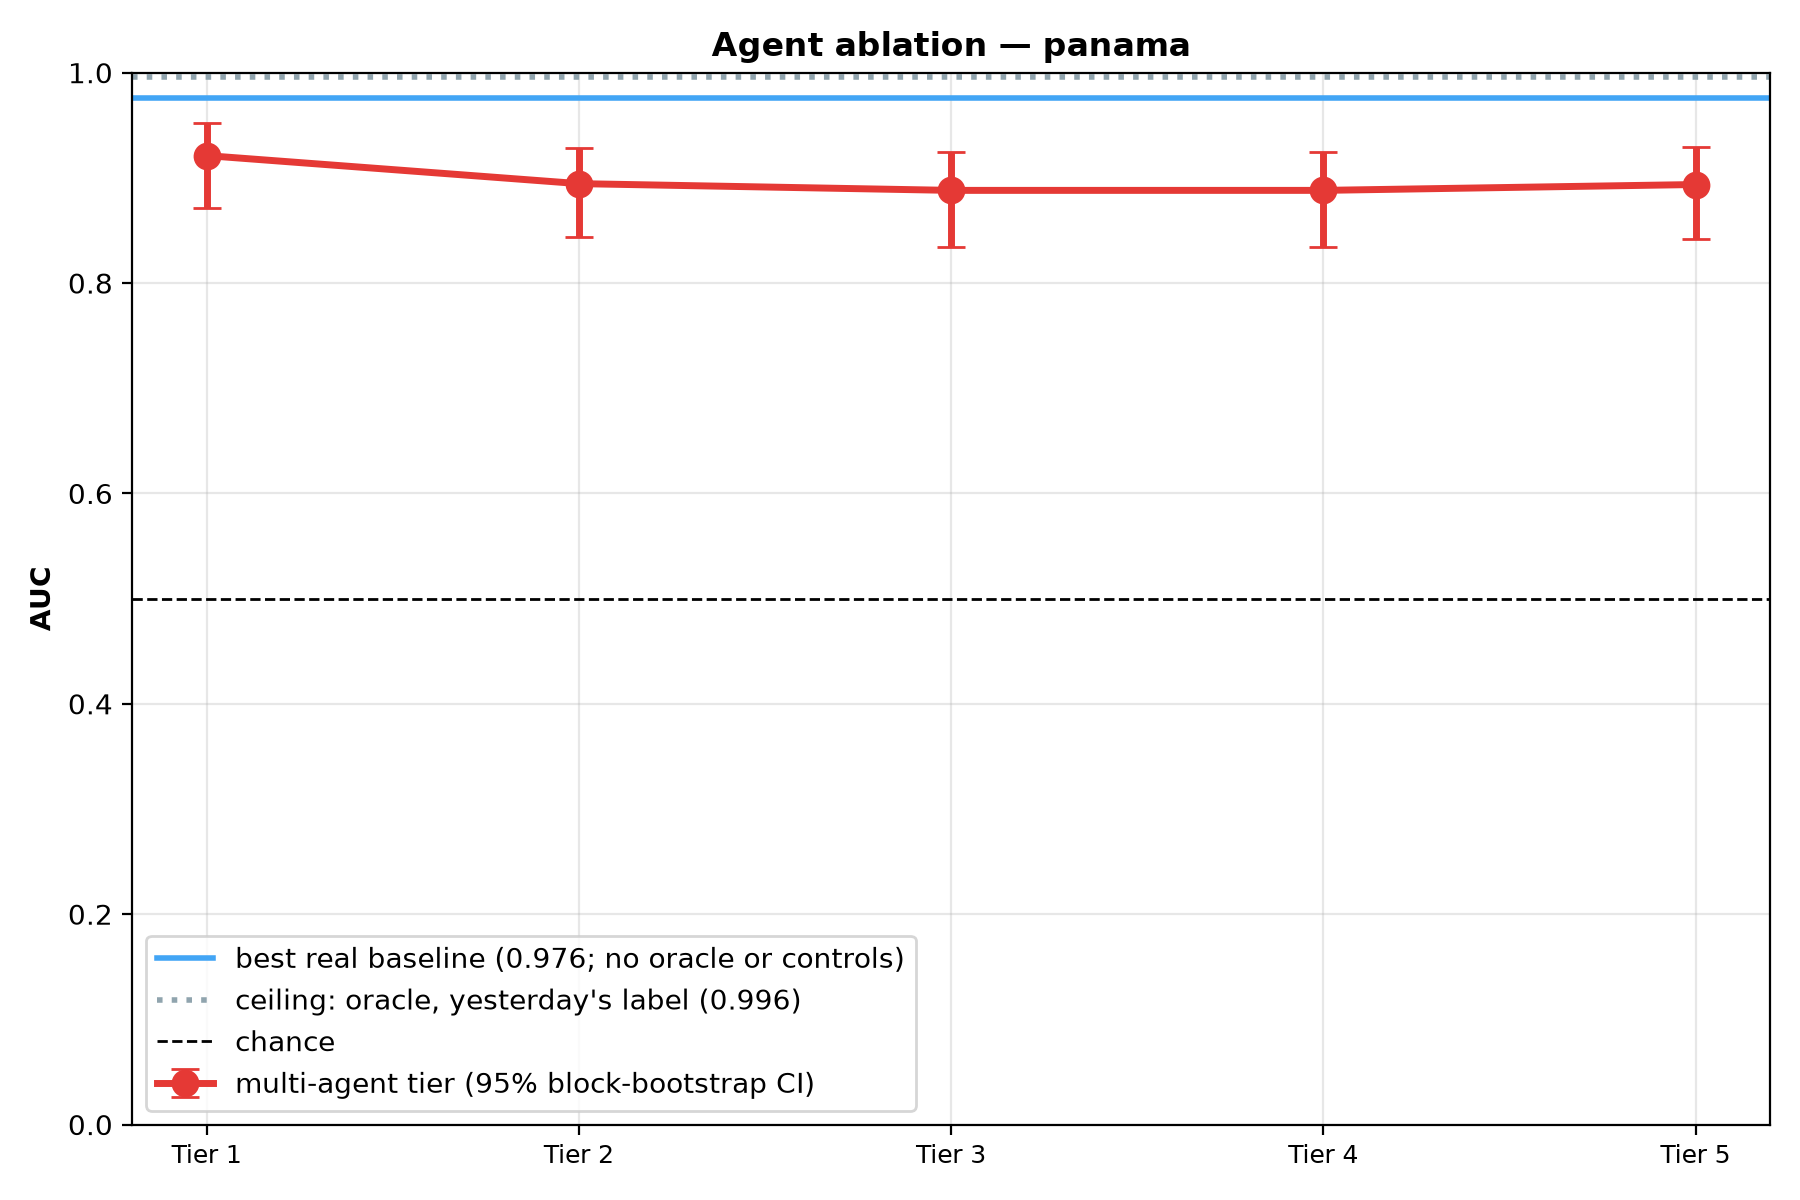 Agent ablation — panama
1.0
0.8
0.6
0.4
0.2
0.0
AUC
best real baseline (0.976; no oracle or controls)
ceiling: oracle, yesterday's label (0.996)
chance
multi-agent tier (95% block-bootstrap CI)
Tier 1 Tier 2 Tier 3 Tier 4 Tier 5